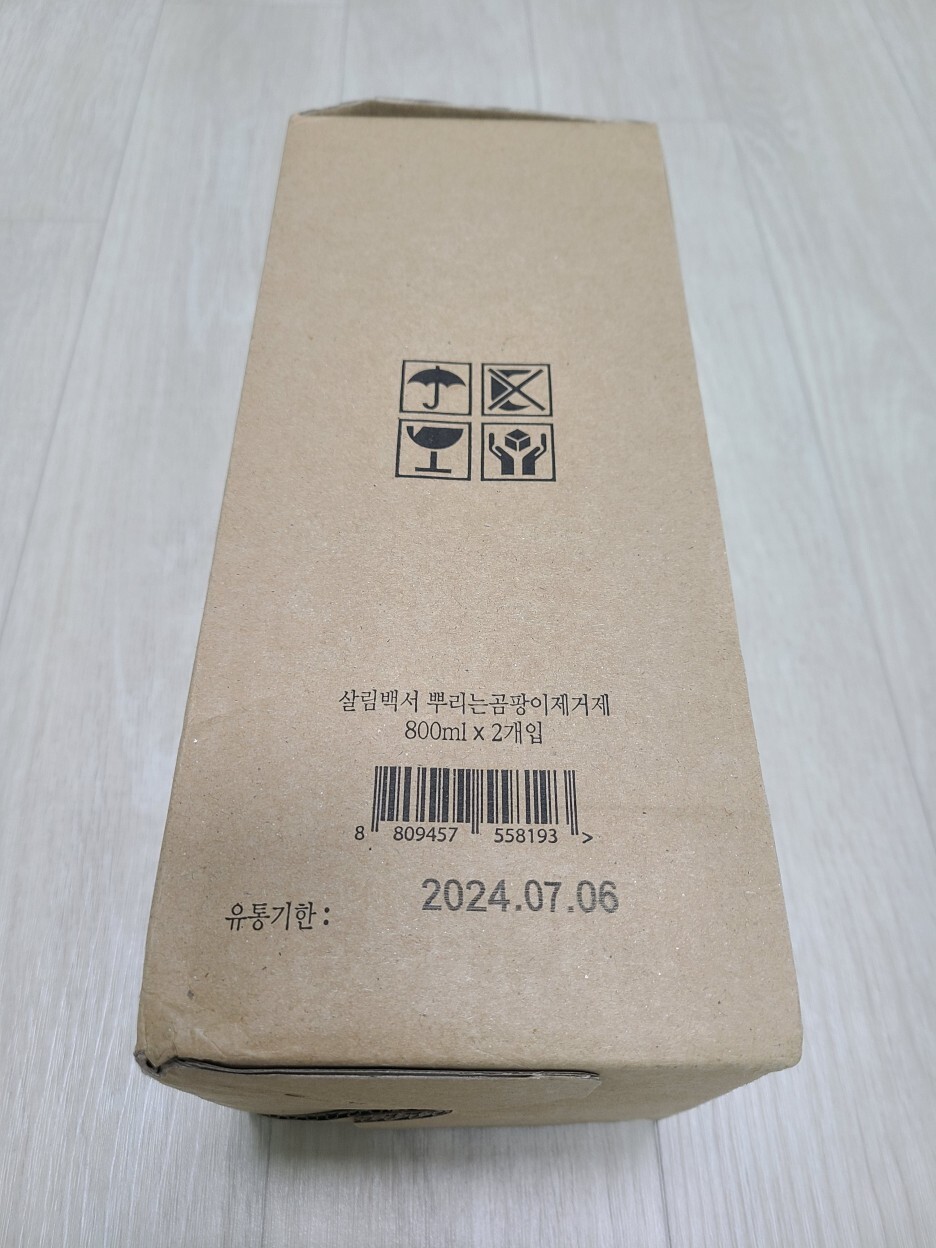 살림백서 뿌리는곰팡이제거제
800ml x 2개입
8 809457 558193 >
유통기한 : 2024.07.06